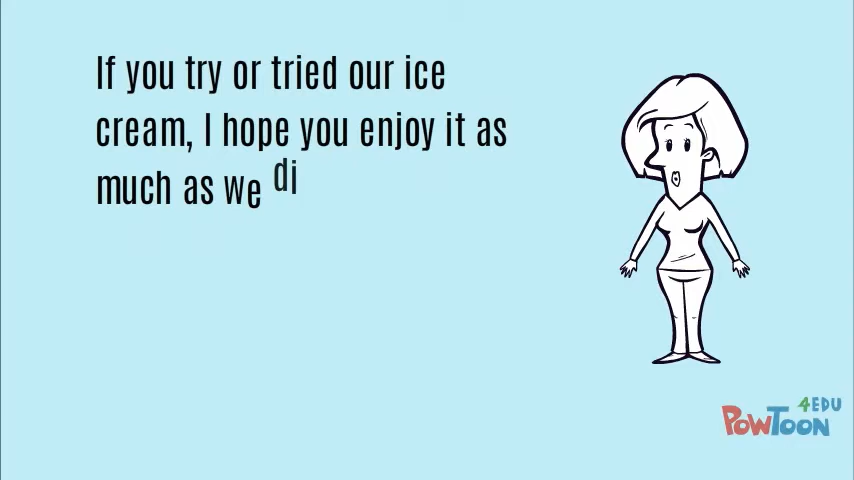 If you try or tried our ice
cream, I hope you enjoy it as
much as we di
4EDU
PowToon